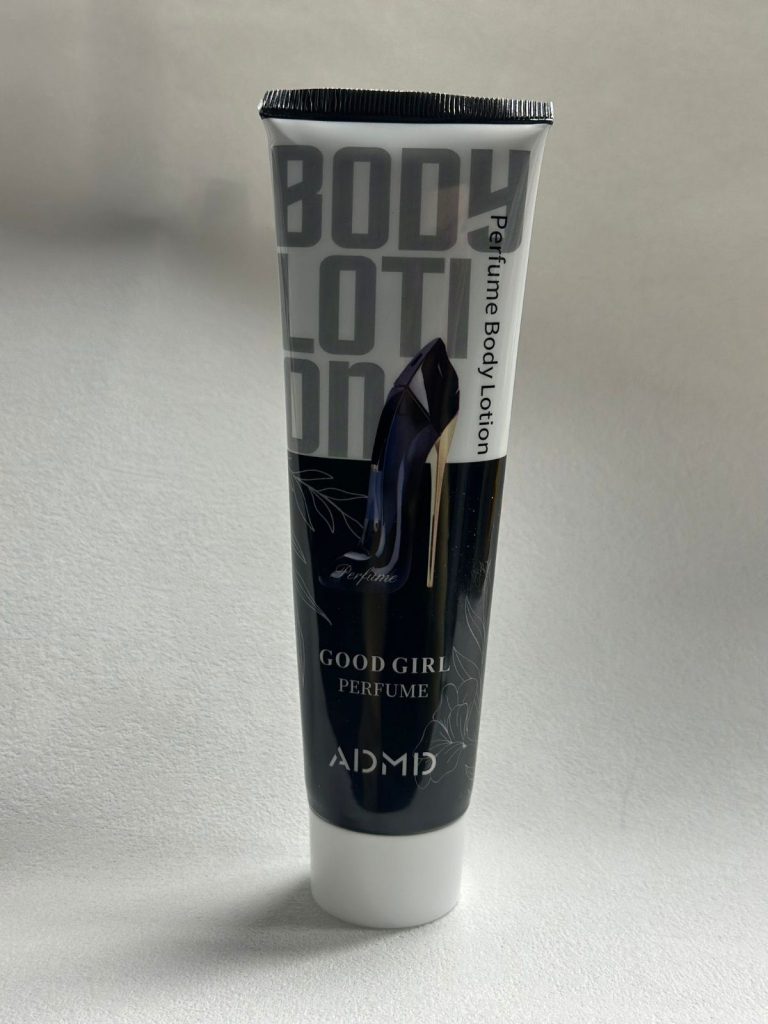 BODY
LOTI
ON
Perfume Body Lotion
Perfume
GOOD GIRL
PERFUME
ADMD